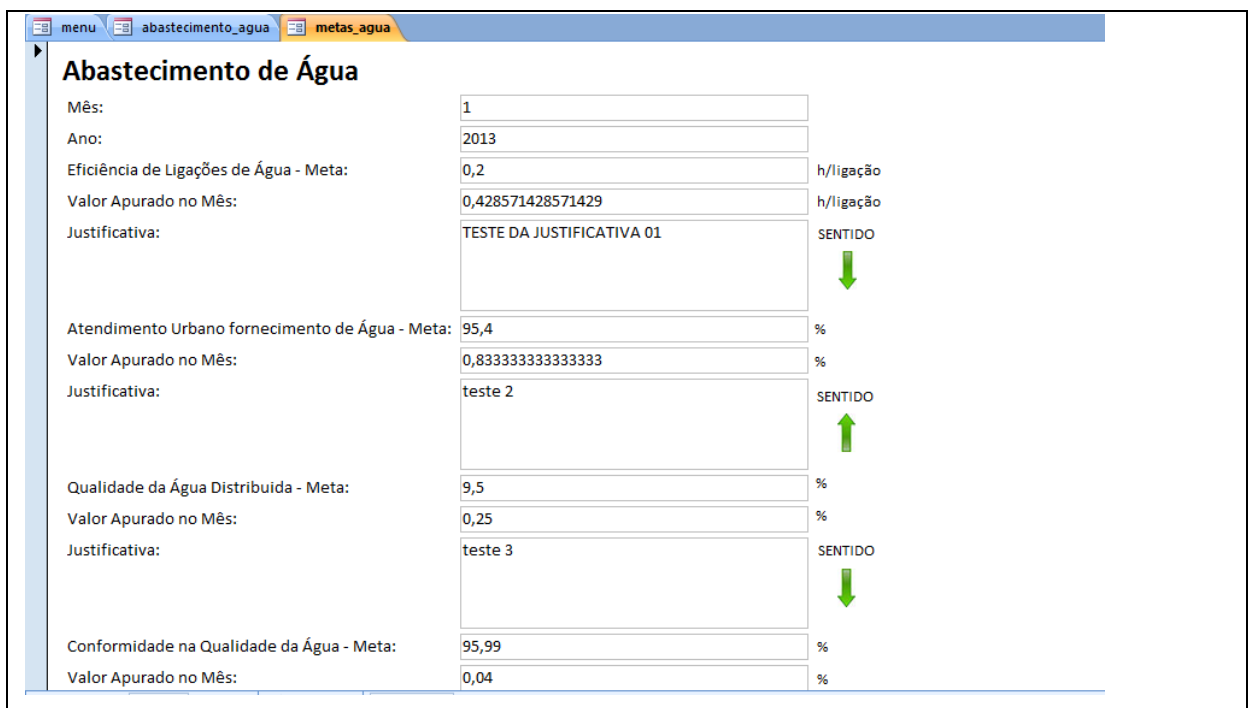 menu abastecimento_agua metas_agua
Abastecimento de Água
Mês: 1
Ano: 2013
Eficiência de Ligações de Água - Meta: 0,2 h/ligação
Valor Apurado no Mês: 0,428571428571429 h/ligação
Justificativa: TESTE DA JUSTIFICATIVA 01 SENTIDO
Atendimento Urbano fornecimento de Água - Meta: 95,4 %
Valor Apurado no Mês: 0,833333333333333 %
Justificativa: teste 2 SENTIDO
Qualidade da Água Distribuida - Meta: 9,5 %
Valor Apurado no Mês: 0,25 %
Justificativa: teste 3 SENTIDO
Conformidade na Qualidade da Água - Meta: 95,99 %
Valor Apurado no Mês: 0,04 %